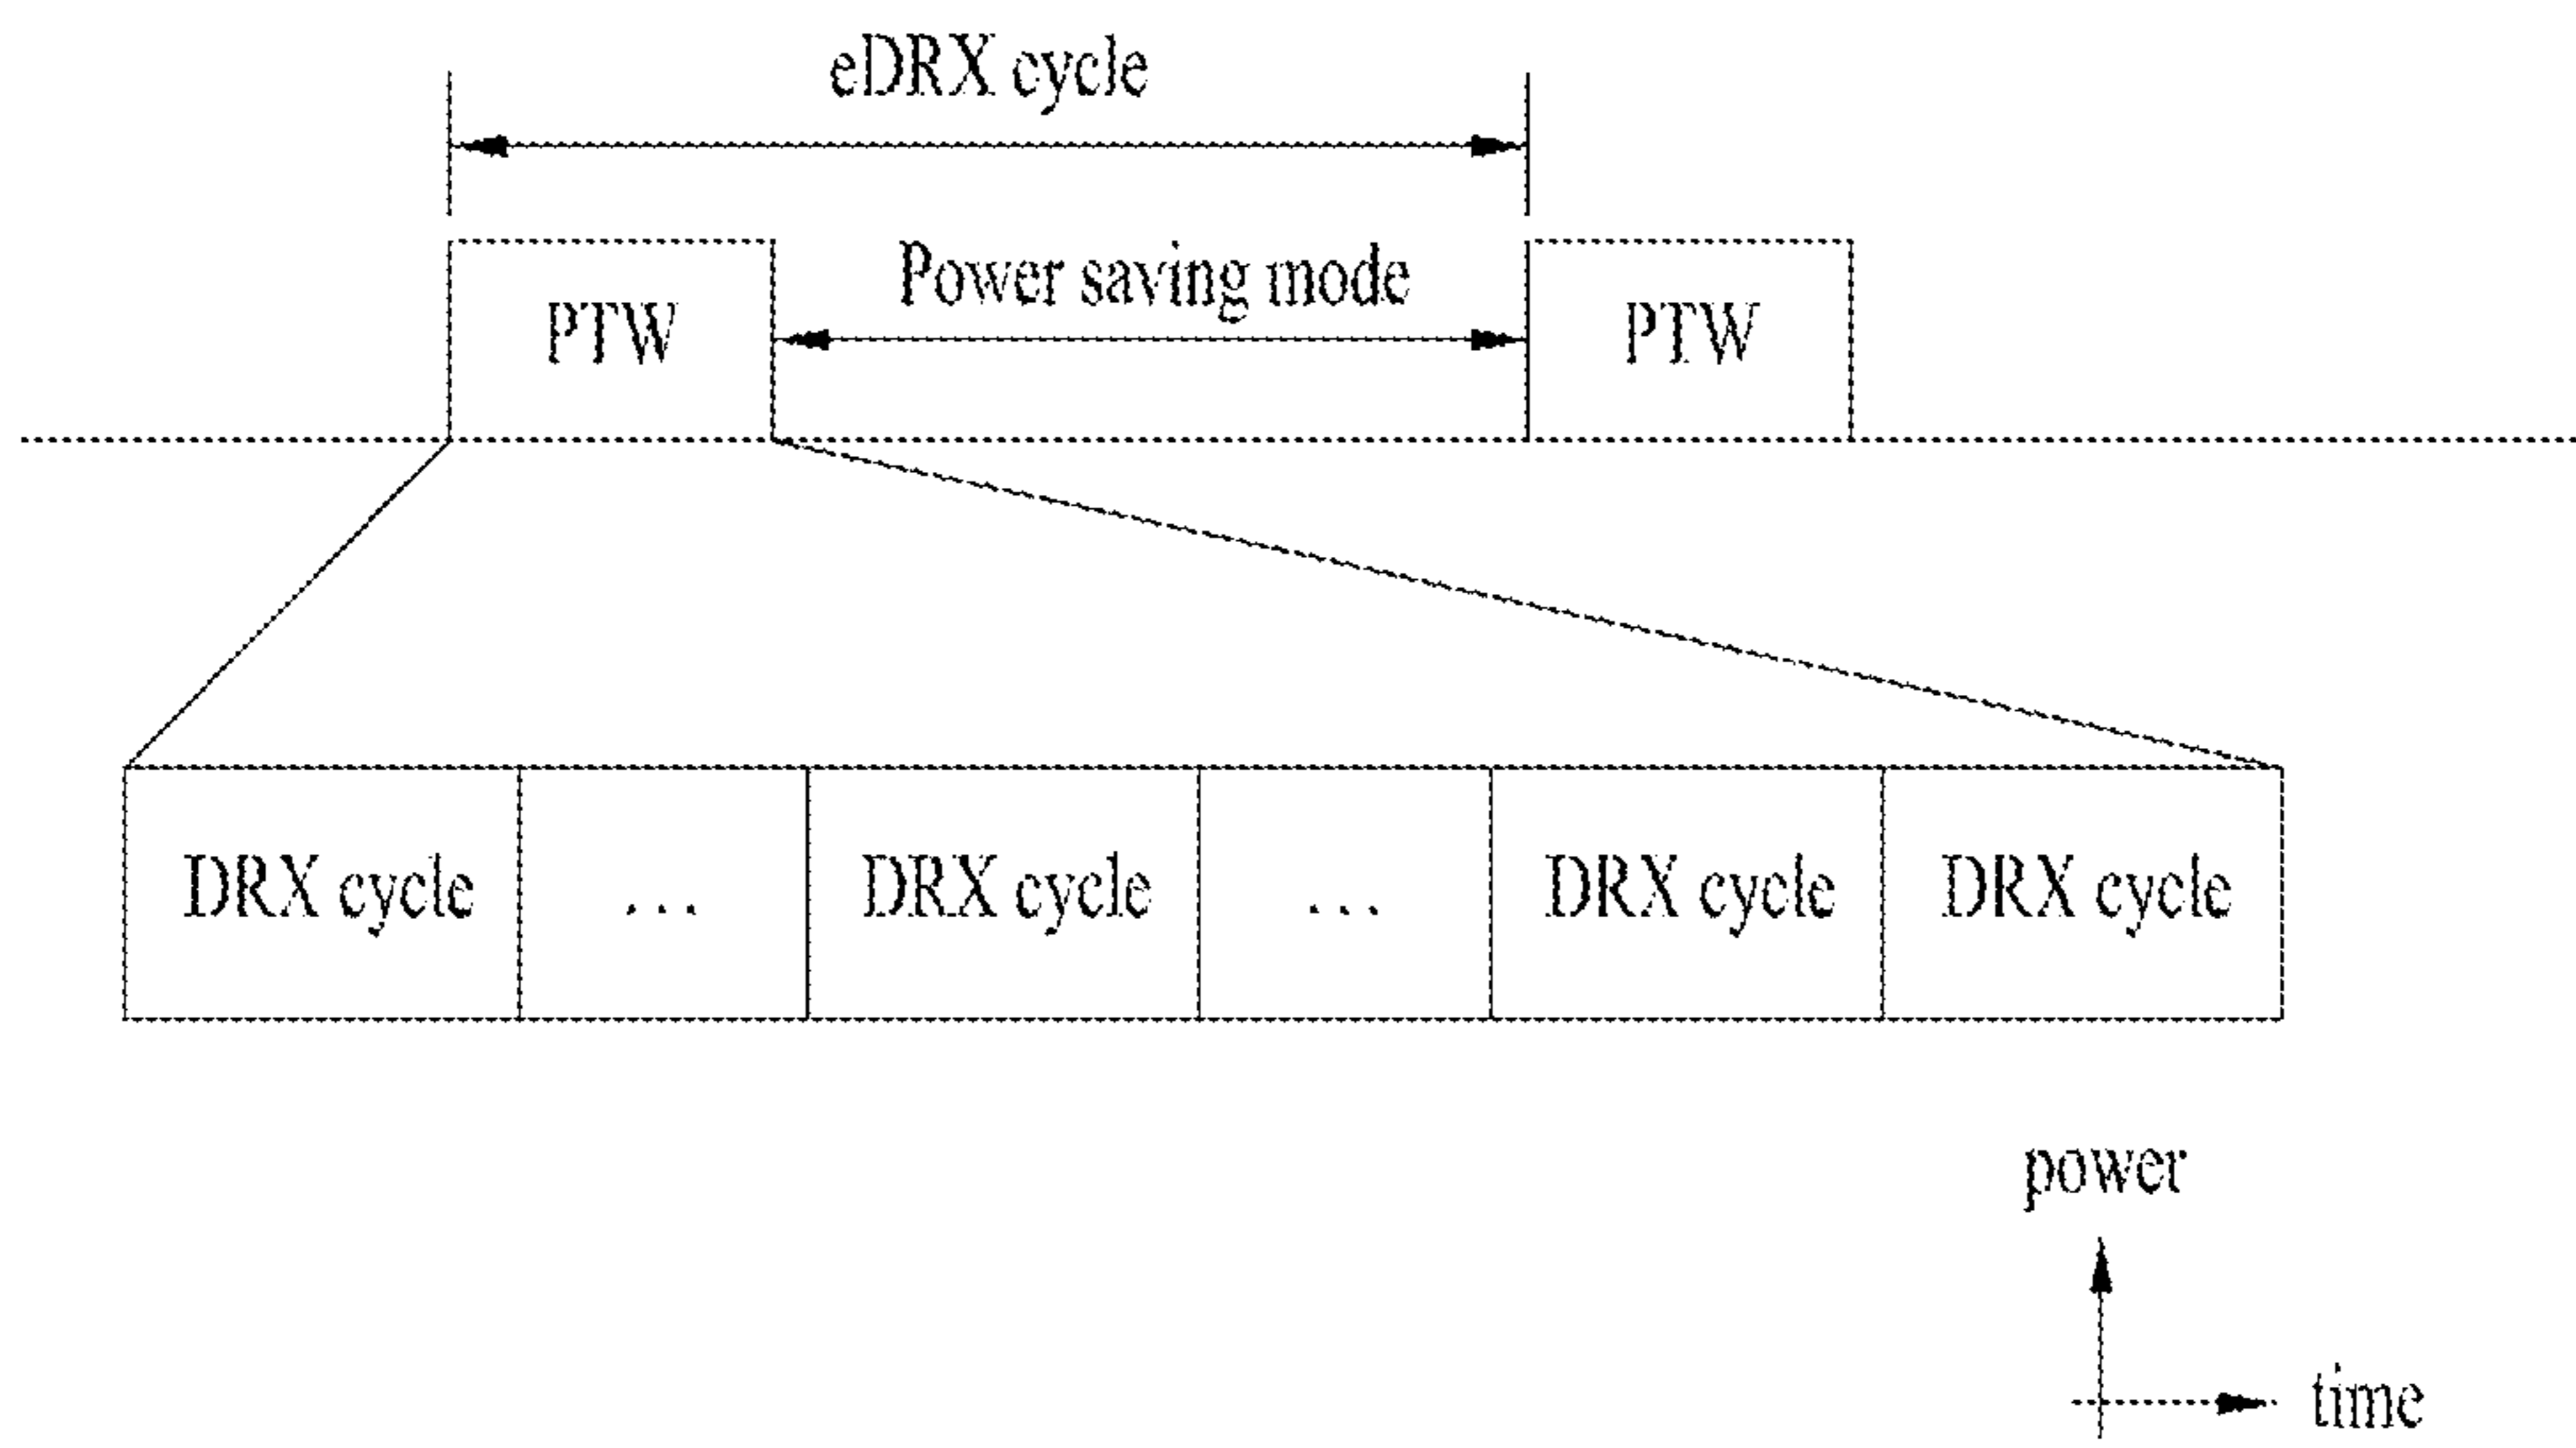 eDRX cycle
Power saving mode
PTW
PTW
DRX cycle
...
DRX cycle
...
DRX cycle
DRX cycle
power
time